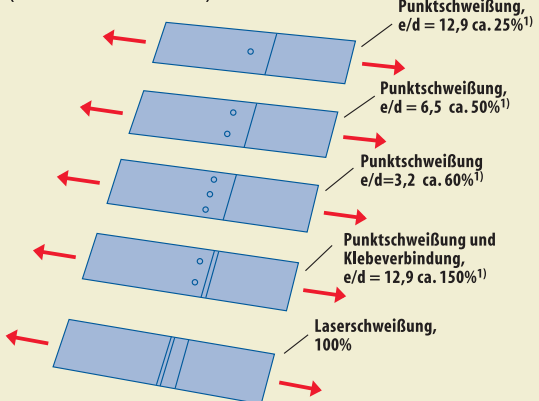 Punktschweißung,
e/d = 12,9 ca. 25%1)
Punktschweißung,
e/d = 6,5 ca. 50%1)
Punktschweißung
e/d=3,2 ca. 60%1)
Punktschweißung und
Klebeverbindung,
e/d = 12,9 ca. 150%1)
Laserschweißung,
100%